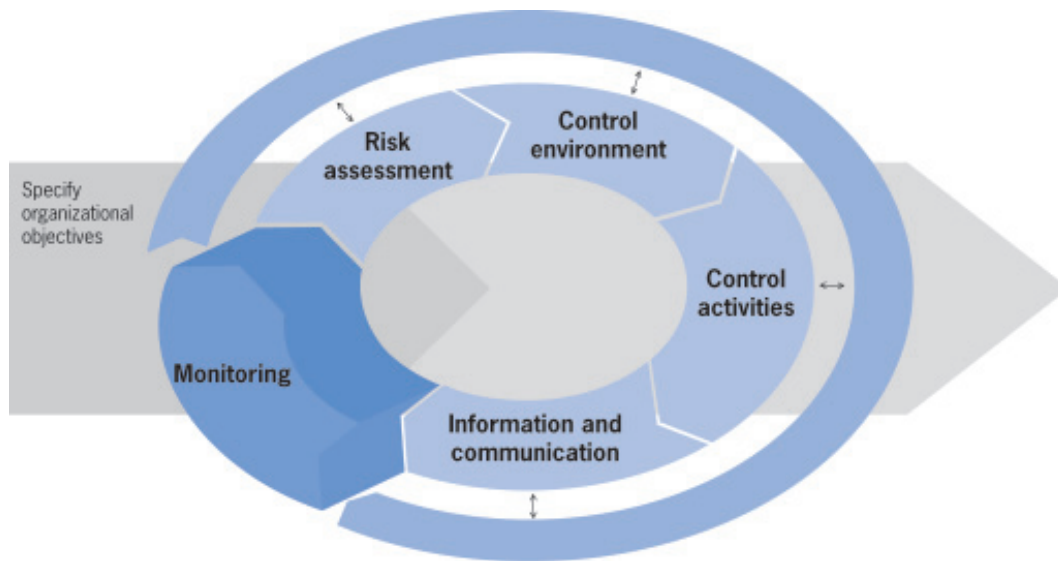 Specify
organizational
objectives
Risk
assessment
Control
environment
Control
activities
Information and
communication
Monitoring